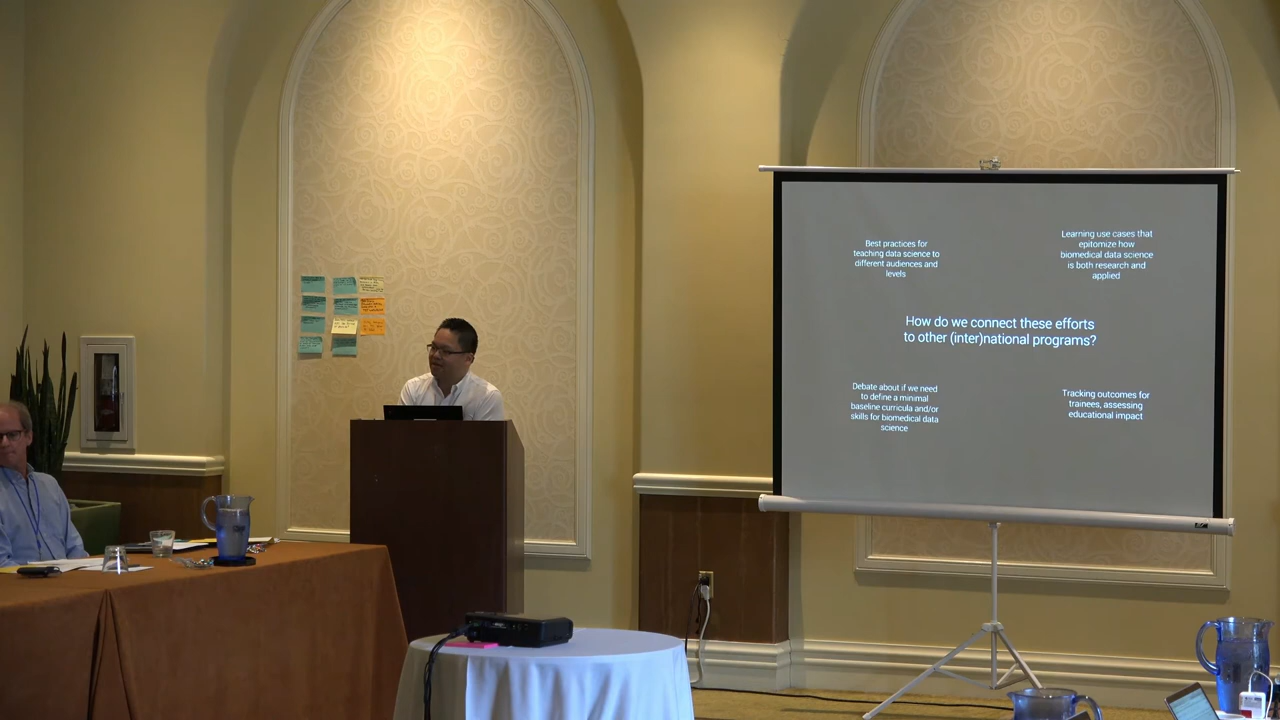 Best practices for
teaching data science to
different audiences and
levels
Learning use cases that
epitomize how
biomedical data science
is both research and
applied
How do we connect these efforts
to other (inter)national programs?
Debate about if we need
to define a minimal
baseline curricula and/or
skills for biomedical data
science
Tracking outcomes for
trainees, assessing
educational impact